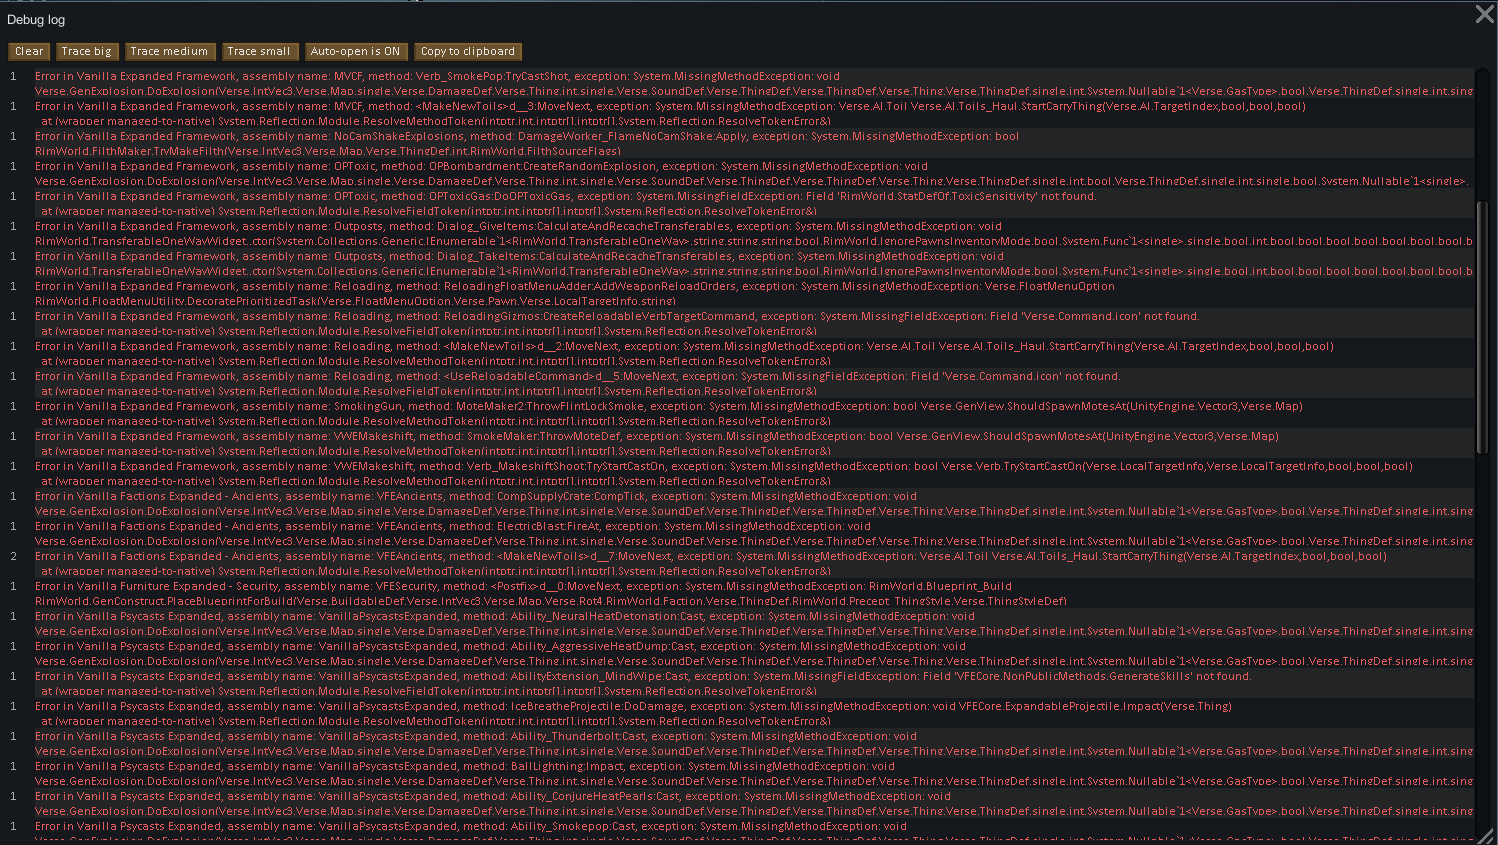 Debug log
Clear Trace big Trace medium Trace small Auto-open is ON Copy to clipboard
1 Error in Vanilla Expanded Framework, assembly name: MVCF, method: Verb_SmokePop:TryCastShot, exception: System.MissingMethodException: void
Verse.GenExplosion.DoExplosion(Verse.IntVec3,Verse.Map,single,Verse.DamageDef,Verse.Thing,int,single,Verse.SoundDef,Verse.ThingDef,Verse.ThingDef,Verse.Thing,Verse.ThingDef,single,int,System.Nullable`1<Verse.GasType>,bool,Verse.ThingDef,single,int,sing
1 Error in Vanilla Expanded Framework, assembly name: MVCF, method: <MakeNewToils>d__3:MoveNext, exception: System.MissingMethodException: Verse.AI.Toil Verse.AI.Toils_Haul.StartCarryThing(Verse.AI.TargetIndex,bool,bool,bool)
at (wrapper managed-to-native) System.Reflection.Module.ResolveMethodToken(intptr,int,intptr[],intptr[],System.Reflection.ResolveTokenError&)
1 Error in Vanilla Expanded Framework, assembly name: NoCamShakeExplosions, method: DamageWorker_FlameNoCamShake:Apply, exception: System.MissingMethodException: bool
RimWorld.FilthMaker.TryMakeFilth(Verse.IntVec3,Verse.Map,Verse.ThingDef,int,RimWorld.FilthSourceFlags)
1 Error in Vanilla Expanded Framework, assembly name: OPToxic, method: OPBombardment:CreateRandomExplosion, exception: System.MissingMethodException: void
Verse.GenExplosion.DoExplosion(Verse.IntVec3,Verse.Map,single,Verse.DamageDef,Verse.Thing,int,single,Verse.SoundDef,Verse.ThingDef,Verse.ThingDef,Verse.Thing,Verse.ThingDef,single,int,bool,Verse.ThingDef,single,int,single,bool,System.Nullable`1<single>,
1 Error in Vanilla Expanded Framework, assembly name: OPToxic, method: OPToxicGas:DoOPToxicGas, exception: System.MissingFieldException: Field 'RimWorld.StatDefOf.ToxicSensitivity' not found.
at (wrapper managed-to-native) System.Reflection.Module.ResolveFieldToken(intptr,int,intptr[],intptr[],System.Reflection.ResolveTokenError&)
1 Error in Vanilla Expanded Framework, assembly name: Outposts, method: Dialog_GiveItems:CalculateAndRecacheTransferables, exception: System.MissingMethodException: void
RimWorld.TransferableOneWayWidget..ctor(System.Collections.Generic.IEnumerable`1<RimWorld.TransferableOneWay>,string,string,string,bool,RimWorld.IgnorePawnsInventoryMode,bool,System.Func`1<single>,single,bool,int,bool,bool,bool,bool,bool,bool,bool,b
1 Error in Vanilla Expanded Framework, assembly name: Outposts, method: Dialog_TakeItems:CalculateAndRecacheTransferables, exception: System.MissingMethodException: void
RimWorld.TransferableOneWayWidget..ctor(System.Collections.Generic.IEnumerable`1<RimWorld.TransferableOneWay>,string,string,string,bool,RimWorld.IgnorePawnsInventoryMode,bool,System.Func`1<single>,single,bool,int,bool,bool,bool,bool,bool,bool,bool,b
1 Error in Vanilla Expanded Framework, assembly name: Reloading, method: ReloadingFloatMenuAdder:AddWeaponReloadOrders, exception: System.MissingMethodException: Verse.FloatMenuOption
RimWorld.FloatMenuUtility.DecoratePrioritizedTask(Verse.FloatMenuOption,Verse.Pawn,Verse.LocalTargetInfo,string)
1 Error in Vanilla Expanded Framework, assembly name: Reloading, method: ReloadingGizmos:CreateReloadableVerbTargetCommand, exception: System.MissingFieldException: Field 'Verse.Command.icon' not found.
at (wrapper managed-to-native) System.Reflection.Module.ResolveFieldToken(intptr,int,intptr[],intptr[],System.Reflection.ResolveTokenError&)
1 Error in Vanilla Expanded Framework, assembly name: Reloading, method: <MakeNewToils>d__2:MoveNext, exception: System.MissingMethodException: Verse.AI.Toil Verse.AI.Toils_Haul.StartCarryThing(Verse.AI.TargetIndex,bool,bool,bool)
at (wrapper managed-to-native) System.Reflection.Module.ResolveMethodToken(intptr,int,intptr[],intptr[],System.Reflection.ResolveTokenError&)
1 Error in Vanilla Expanded Framework, assembly name: Reloading, method: <UseReloadableCommand>d__5:MoveNext, exception: System.MissingFieldException: Field 'Verse.Command.icon' not found.
at (wrapper managed-to-native) System.Reflection.Module.ResolveFieldToken(intptr,int,intptr[],intptr[],System.Reflection.ResolveTokenError&)
1 Error in Vanilla Expanded Framework, assembly name: SmokingGun, method: MoteMaker2:ThrowFlintLockSmoke, exception: System.MissingMethodException: bool Verse.GenView.ShouldSpawnMotesAt(UnityEngine.Vector3,Verse.Map)
at (wrapper managed-to-native) System.Reflection.Module.ResolveMethodToken(intptr,int,intptr[],intptr[],System.Reflection.ResolveTokenError&)
1 Error in Vanilla Expanded Framework, assembly name: VWEMakeshift, method: SmokeMaker:ThrowMoteDef, exception: System.MissingMethodException: bool Verse.GenView.ShouldSpawnMotesAt(UnityEngine.Vector3,Verse.Map)
at (wrapper managed-to-native) System.Reflection.Module.ResolveMethodToken(intptr,int,intptr[],intptr[],System.Reflection.ResolveTokenError&)
1 Error in Vanilla Expanded Framework, assembly name: VWEMakeshift, method: Verb_MakeshiftShoot:TryStartCastOn, exception: System.MissingMethodException: bool Verse.Verb.TryStartCastOn(Verse.LocalTargetInfo,Verse.LocalTargetInfo,bool,bool,bool)
at (wrapper managed-to-native) System.Reflection.Module.ResolveMethodToken(intptr,int,intptr[],intptr[],System.Reflection.ResolveTokenError&)
1 Error in Vanilla Factions Expanded - Ancients, assembly name: VFEAncients, method: CompSupplyCrate:CompTick, exception: System.MissingMethodException: void
Verse.GenExplosion.DoExplosion(Verse.IntVec3,Verse.Map,single,Verse.DamageDef,Verse.Thing,int,single,Verse.SoundDef,Verse.ThingDef,Verse.ThingDef,Verse.Thing,Verse.ThingDef,single,int,System.Nullable`1<Verse.GasType>,bool,Verse.ThingDef,single,int,sing
1 Error in Vanilla Factions Expanded - Ancients, assembly name: VFEAncients, method: ElectricBlast:FireAt, exception: System.MissingMethodException: void
Verse.GenExplosion.DoExplosion(Verse.IntVec3,Verse.Map,single,Verse.DamageDef,Verse.Thing,int,single,Verse.SoundDef,Verse.ThingDef,Verse.ThingDef,Verse.Thing,Verse.ThingDef,single,int,System.Nullable`1<Verse.GasType>,bool,Verse.ThingDef,single,int,sing
2 Error in Vanilla Factions Expanded - Ancients, assembly name: VFEAncients, method: <MakeNewToils>d__7:MoveNext, exception: System.MissingMethodException: Verse.AI.Toil Verse.AI.Toils_Haul.StartCarryThing(Verse.AI.TargetIndex,bool,bool,bool)
at (wrapper managed-to-native) System.Reflection.Module.ResolveMethodToken(intptr,int,intptr[],intptr[],System.Reflection.ResolveTokenError&)
1 Error in Vanilla Furniture Expanded - Security, assembly name: VFESecurity, method: <Postfix>d__0:MoveNext, exception: System.MissingMethodException: RimWorld.Blueprint_Build
RimWorld.GenConstruct.PlaceBlueprintForBuild(Verse.BuildableDef,Verse.IntVec3,Verse.Map,Verse.Rot4,RimWorld.Faction,Verse.ThingDef,RimWorld.Precept_ThingStyle,Verse.ThingStyleDef)
1 Error in Vanilla Psycasts Expanded, assembly name: VanillaPsycastsExpanded, method: Ability_NeuralHeatDetonation:Cast, exception: System.MissingMethodException: void
Verse.GenExplosion.DoExplosion(Verse.IntVec3,Verse.Map,single,Verse.DamageDef,Verse.Thing,int,single,Verse.SoundDef,Verse.ThingDef,Verse.ThingDef,Verse.Thing,Verse.ThingDef,single,int,System.Nullable`1<Verse.GasType>,bool,Verse.ThingDef,single,int,sing
1 Error in Vanilla Psycasts Expanded, assembly name: VanillaPsycastsExpanded, method: Ability_AggressiveHeatDump:Cast, exception: System.MissingMethodException: void
Verse.GenExplosion.DoExplosion(Verse.IntVec3,Verse.Map,single,Verse.DamageDef,Verse.Thing,int,single,Verse.SoundDef,Verse.ThingDef,Verse.ThingDef,Verse.Thing,Verse.ThingDef,single,int,System.Nullable`1<Verse.GasType>,bool,Verse.ThingDef,single,int,sing
1 Error in Vanilla Psycasts Expanded, assembly name: VanillaPsycastsExpanded, method: AbilityExtension_MindWipe:Cast, exception: System.MissingFieldException: Field 'VFECore.NonPublicMethods.GenerateSkills' not found.
at (wrapper managed-to-native) System.Reflection.Module.ResolveFieldToken(intptr,int,intptr[],intptr[],System.Reflection.ResolveTokenError&)
1 Error in Vanilla Psycasts Expanded, assembly name: VanillaPsycastsExpanded, method: IceBreatheProjectile:DoDamage, exception: System.MissingMethodException: void VFECore.ExpandableProjectile.Impact(Verse.Thing)
at (wrapper managed-to-native) System.Reflection.Module.ResolveMethodToken(intptr,int,intptr[],intptr[],System.Reflection.ResolveTokenError&)
1 Error in Vanilla Psycasts Expanded, assembly name: VanillaPsycastsExpanded, method: Ability_Thunderbolt:Cast, exception: System.MissingMethodException: void
Verse.GenExplosion.DoExplosion(Verse.IntVec3,Verse.Map,single,Verse.DamageDef,Verse.Thing,int,single,Verse.SoundDef,Verse.ThingDef,Verse.ThingDef,Verse.Thing,Verse.ThingDef,single,int,System.Nullable`1<Verse.GasType>,bool,Verse.ThingDef,single,int,sing
1 Error in Vanilla Psycasts Expanded, assembly name: VanillaPsycastsExpanded, method: BallLightning:Impact, exception: System.MissingMethodException: void
Verse.GenExplosion.DoExplosion(Verse.IntVec3,Verse.Map,single,Verse.DamageDef,Verse.Thing,int,single,Verse.SoundDef,Verse.ThingDef,Verse.ThingDef,Verse.Thing,Verse.ThingDef,single,int,System.Nullable`1<Verse.GasType>,bool,Verse.ThingDef,single,int,sing
1 Error in Vanilla Psycasts Expanded, assembly name: VanillaPsycastsExpanded, method: Ability_ConjureHeatPearls:Cast, exception: System.MissingMethodException: void
Verse.GenExplosion.DoExplosion(Verse.IntVec3,Verse.Map,single,Verse.DamageDef,Verse.Thing,int,single,Verse.SoundDef,Verse.ThingDef,Verse.ThingDef,Verse.Thing,Verse.ThingDef,single,int,System.Nullable`1<Verse.GasType>,bool,Verse.ThingDef,single,int,sing
1 Error in Vanilla Psycasts Expanded, assembly name: VanillaPsycastsExpanded, method: Ability_Smokepop:Cast, exception: System.MissingMethodException: void